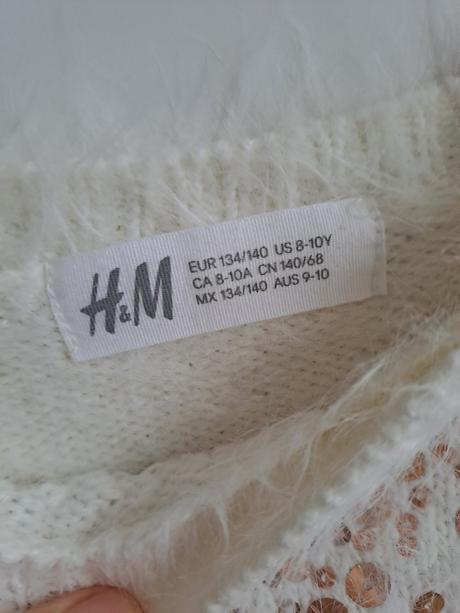 H&M
EUR 134/140 US 8-10Y
CA 8-10A CN 140/68
MX 134/140 AUS 9-10